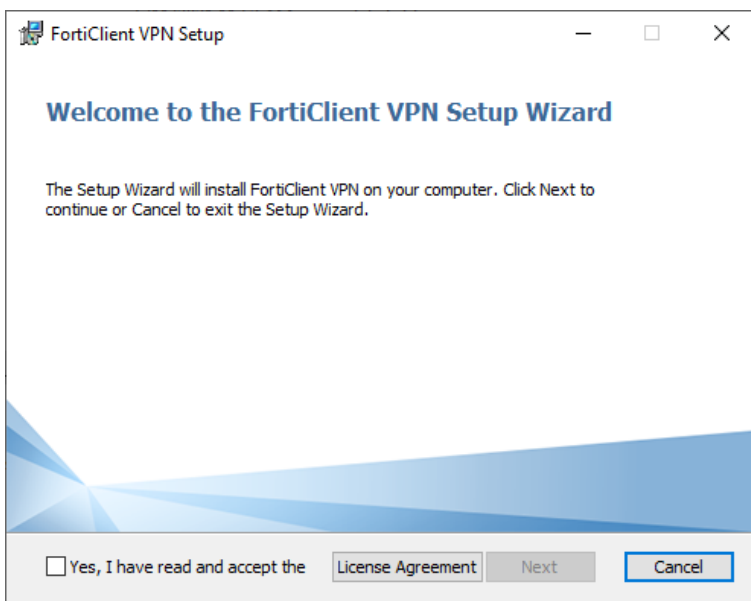 FortiClient VPN Setup
Welcome to the FortiClient VPN Setup Wizard
The Setup Wizard will install FortiClient VPN on your computer. Click Next to
continue or Cancel to exit the Setup Wizard.
Yes, I have read and accept the License Agreement Next Cancel